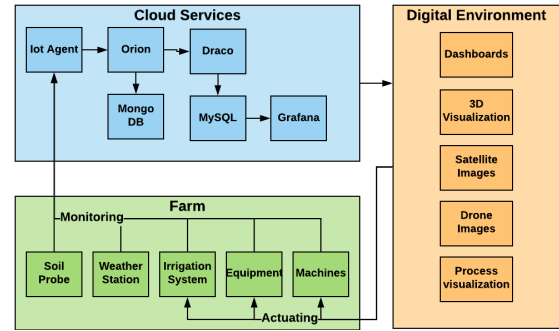 Cloud Services
Iot Agent
Orion
Draco
Mongo
DB
MySQL
Grafana
Digital Environment
Dashboards
3D
Visualization
Satellite
Images
Drone
Images
Process
visualization
Farm
Monitoring
Soil
Probe
Weather
Station
Irrigation
System
Equipment
Machines
Actuating